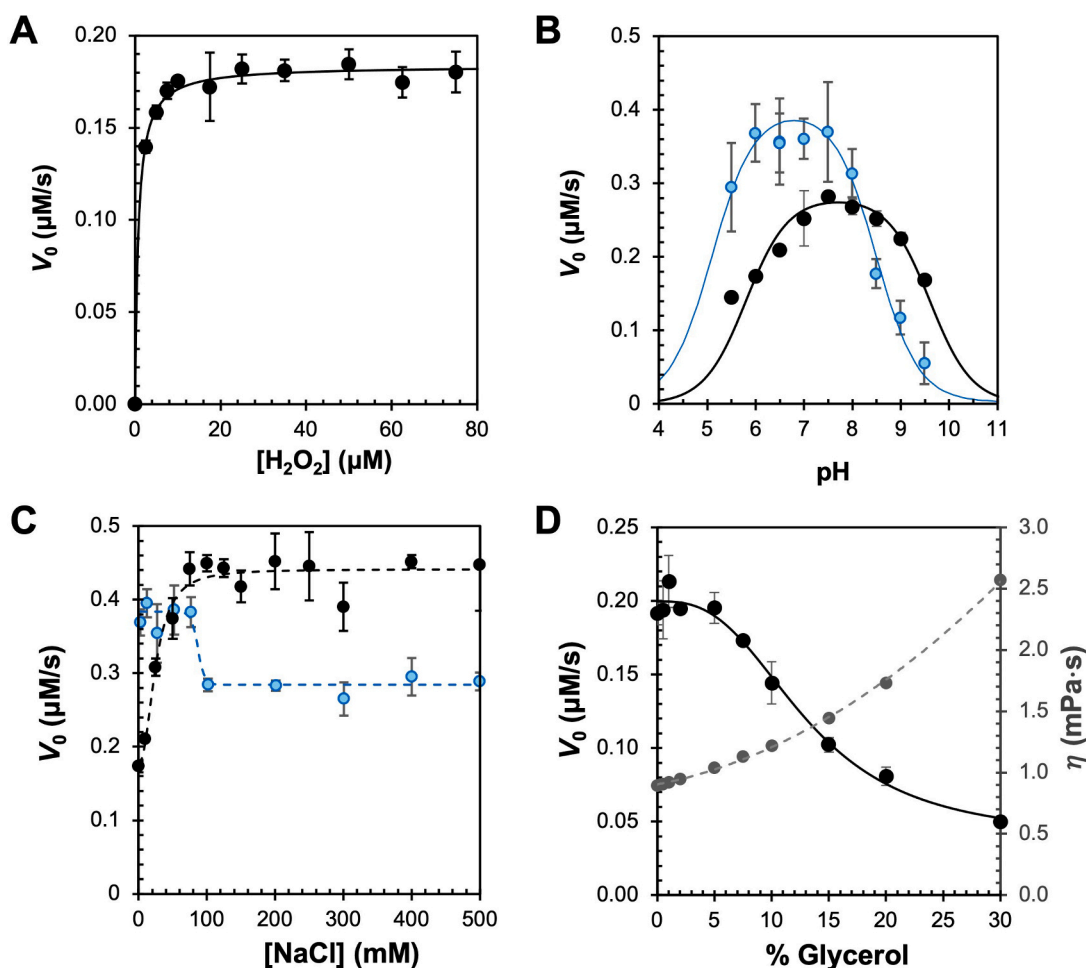 A
0.20
0.15
0.10
0.05
0.00
V₀ (µM/s)
0 20 40 60 80
[H₂O₂] (µM)
B
0.5
0.4
0.3
0.2
0.1
0
V₀ (µM/s)
4 5 6 7 8 9 10 11
pH
C
0.5
0.4
0.3
0.2
0.1
0
V₀ (µM/s)
0 100 200 300 400 500
[NaCl] (mM)
D
0.25
0.20
0.15
0.10
0.05
0.00
V₀ (µM/s)
3.0
2.5
2.0
1.5
1.0
0.5
0.0
η (mPa·s)
0 5 10 15 20 25 30
% Glycerol